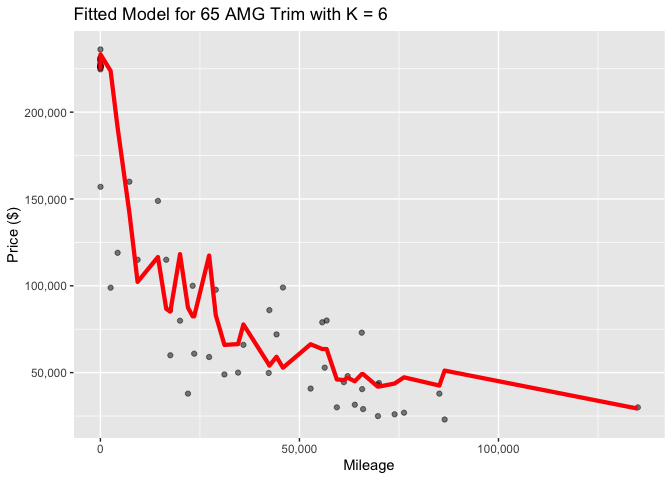 Fitted Model for 65 AMG Trim with K = 6
200,000
150,000
100,000
50,000
Price ($)
0
50,000
100,000
Mileage